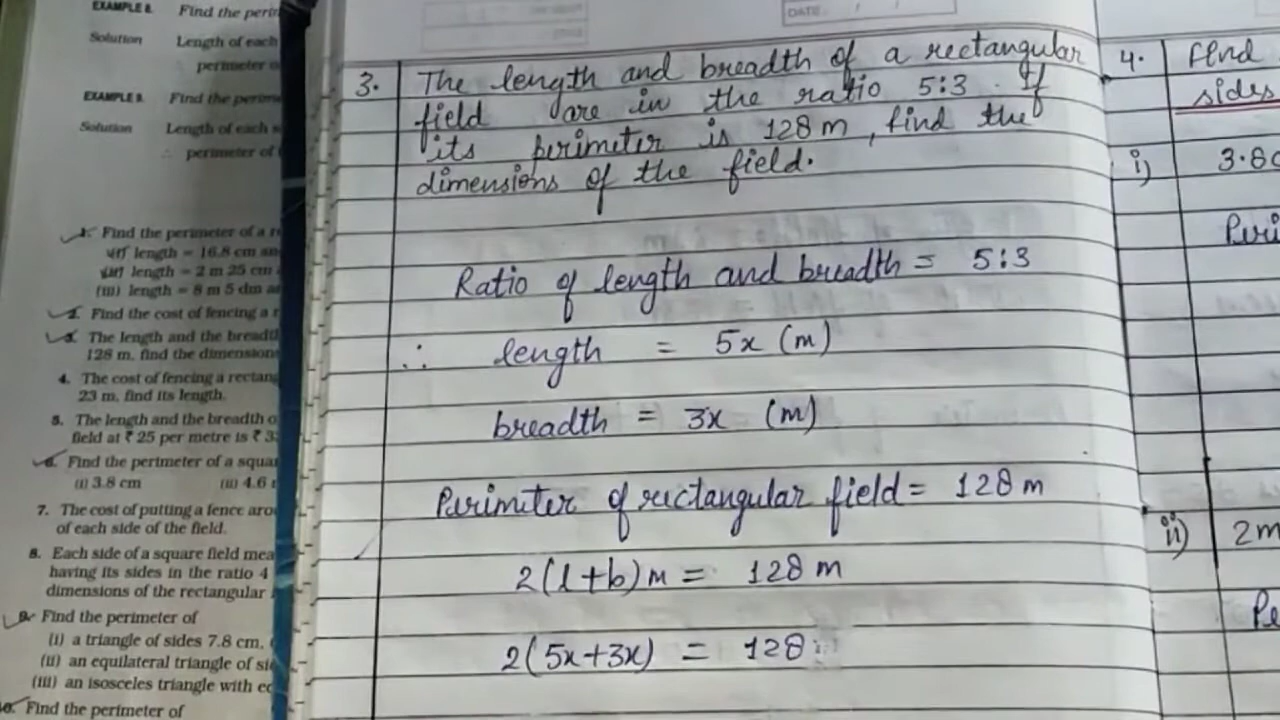 EXAMPLE 8. Find the perin
Solution Length of each
perimeter o
EXAMPLE 9. Find the perime
Solution Length of each s
∴ perimeter of
1. Find the perimeter of a r
length = 16.8 cm an
length = 2 m 25 cm
(iii) length = 8 m 5 dm an
2. Find the cost of fencing a r
3. The length and the breadt
128 m, find the dimension
4. The cost of fencing a rectang
23 m, find its length.
5. The length and the breadth o
field at ₹ 25 per metre is ₹ 3
6. Find the perimeter of a squar
(i) 3.8 cm (ii) 4.6
7. The cost of putting a fence aro
of each side of the field.
8. Each side of a square field mea
having its sides in the ratio 4
dimensions of the rectangular
9. Find the perimeter of
(i) a triangle of sides 7.8 cm,
(ii) an equilateral triangle of si
(iii) an isosceles triangle with eq
Find the perimeter of
DATE / /
3. The length and breadth of a rectangular
field are in the ratio 5:3. If
its perimeter is 128 m, find the
dimensions of the field.
Ratio of length and breadth = 5:3
∴ length = 5x (m)
breadth = 3x (m)
Perimeter of rectangular field = 128 m
2(l+b)m = 128 m
2(5x+3x) = 128
4. Find
sides
i) 3.8
Peri
ii) 2m
Pe